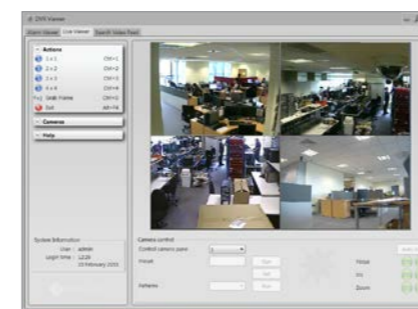 DVR Viewer
Alarm Viewer Live Viewer Search Video Feed
Actions
1 x 1 Ctrl+1
2 x 2 Ctrl+2
3 x 3 Ctrl+3
4 x 4 Ctrl+4
Grab Frame Ctrl+G
Exit Alt+F4
Cameras
Help
System Information
User : admin
Login time :
February
Camera control
Control camera panel
Preset
Patterns
Focus
Iris
Zoom